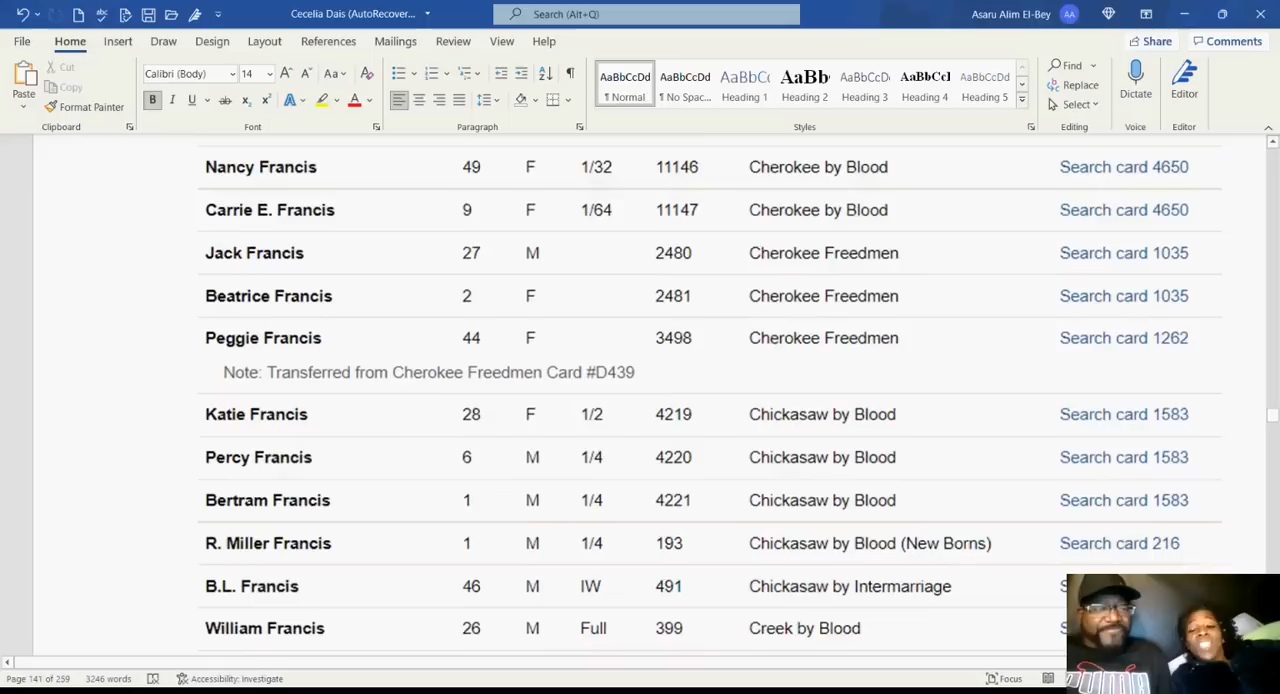 Cecelia Dais (AutoRecover...
Search (Alt+Q)
Asaru Alim El-Bey
AA
File Home Insert Draw Design Layout References Mailings Review View Help Share Comments
Paste
Cut
Copy
Format Painter
Calibri (Body) 14
Find
Replace
Select
Dictate
Editor
AaBbCcDd AaBbCcDd AaBbCc AaBb AaBbCcDd AaBbCcI AaBbCcDd
¶ Normal ¶ No Spac... Heading 1 Heading 2 Heading 3 Heading 4 Heading 5
Clipboard Font Paragraph Styles Editing Voice Editor
Nancy Francis 49 F 1/32 11146 Cherokee by Blood Search card 4650
Carrie E. Francis 9 F 1/64 11147 Cherokee by Blood Search card 4650
Jack Francis 27 M 2480 Cherokee Freedmen Search card 1035
Beatrice Francis 2 F 2481 Cherokee Freedmen Search card 1035
Peggie Francis 44 F 3498 Cherokee Freedmen Search card 1262
Note: Transferred from Cherokee Freedmen Card #D439
Katie Francis 28 F 1/2 4219 Chickasaw by Blood Search card 1583
Percy Francis 6 M 1/4 4220 Chickasaw by Blood Search card 1583
Bertram Francis 1 M 1/4 4221 Chickasaw by Blood Search card 1583
R. Miller Francis 1 M 1/4 193 Chickasaw by Blood (New Borns) Search card 216
B.L. Francis 46 M IW 491 Chickasaw by Intermarriage
William Francis 26 M Full 399 Creek by Blood
Page 141 of 259 3246 words Accessibility: Investigate Focus